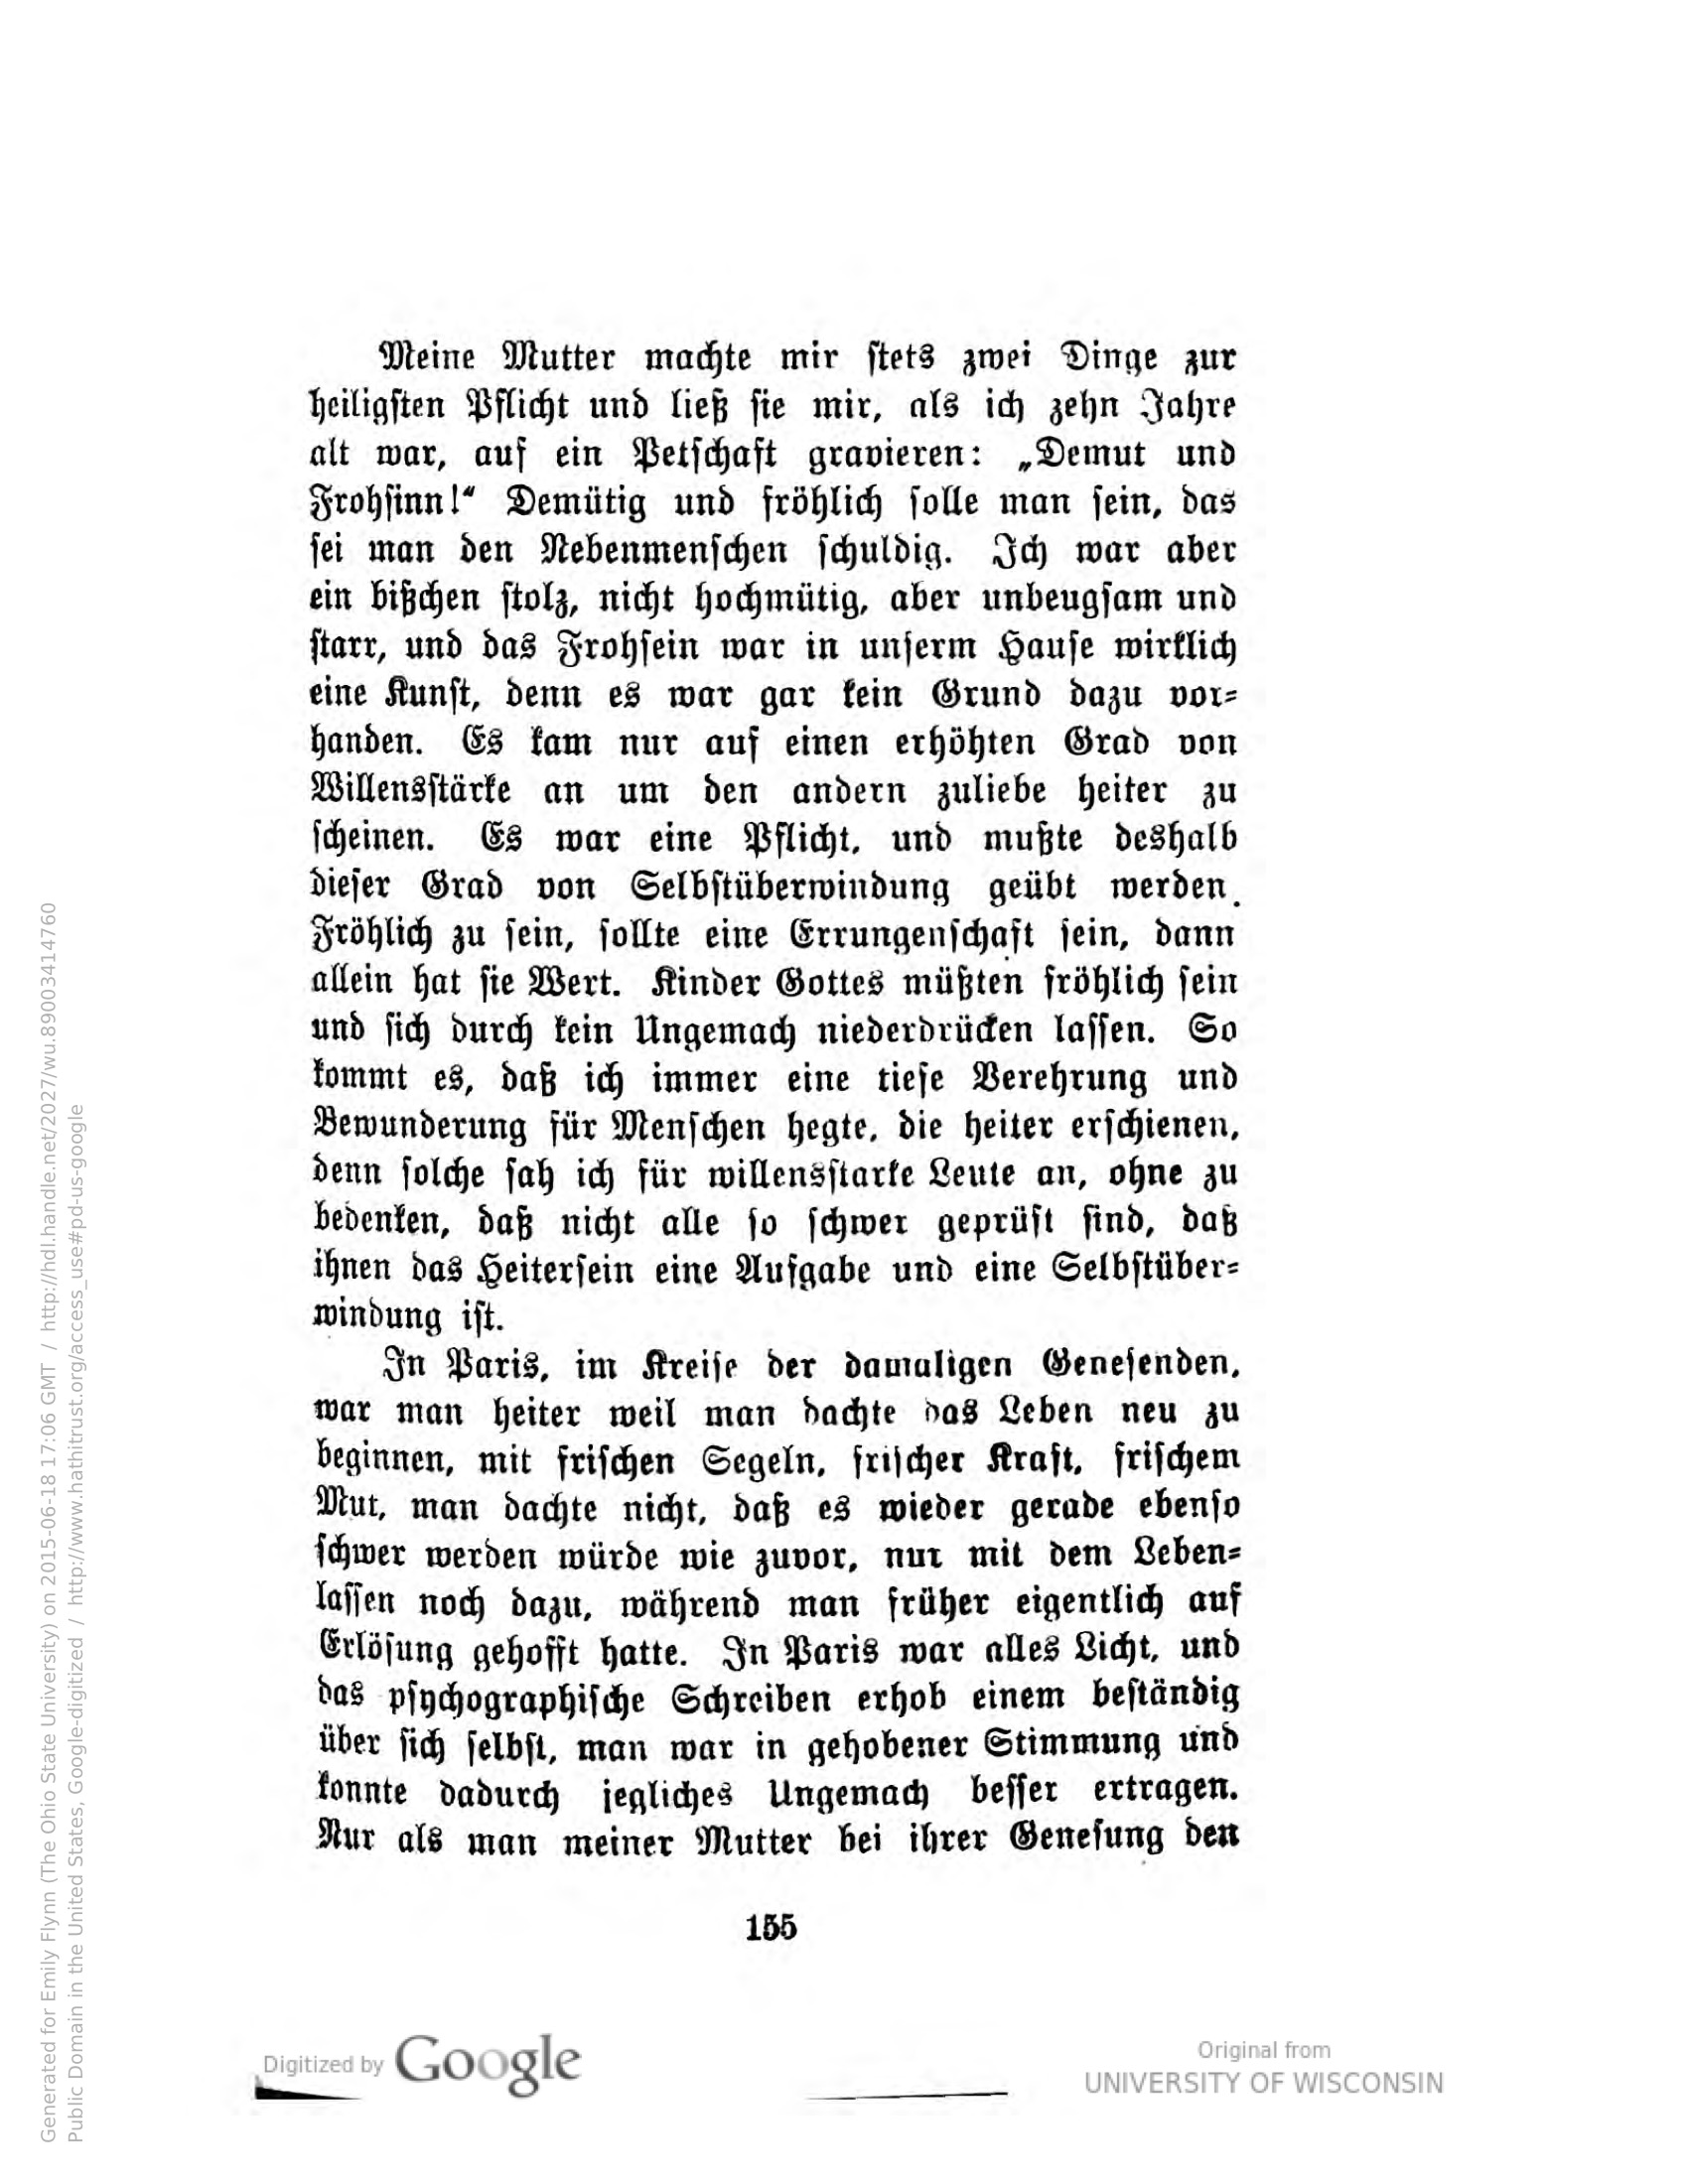 Meine Mutter machte mir stets zwei Dinge zur
heiligsten Pflicht und ließ sie mir, als ich zehn Jahre
alt war, auf ein Petschaft gravieren: „Demut und
Frohsinn!“ Demütig und fröhlich solle man sein, das
sei man den Nebenmenschen schuldig. Ich war aber
ein bißchen stolz, nicht hochmütig, aber unbeugsam und
starr, und das Frohsein war in unserm Hause wirklich
eine Kunst, denn es war gar kein Grund dazu vor=
handen. Es kam nur auf einen erhöhten Grad von
Willensstärke an um den andern zuliebe heiter zu
scheinen. Es war eine Pflicht, und mußte deshalb
dieser Grad von Selbstüberwindung geübt werden.
Fröhlich zu sein, sollte eine Errungenschaft sein, dann
allein hat sie Wert. Kinder Gottes müßten fröhlich sein
und sich durch kein Ungemach niederdrücken lassen. So
kommt es, daß ich immer eine tiefe Verehrung und
Bewunderung für Menschen hegte, die heiter erschienen,
denn solche sah ich für willensstarke Leute an, ohne zu
bedenken, daß nicht alle so schwer geprüft sind, daß
ihnen das Heitersein eine Aufgabe und eine Selbstüber=
windung ist.
In Paris, im Kreise der damaligen Genesenden,
war man heiter weil man dachte das Leben neu zu
beginnen, mit frischen Segeln, frischer Kraft, frischem
Mut, man dachte nicht, daß es wieder gerade ebenso
schwer werden würde wie zuvor, nur mit dem Leben=
lassen noch dazu, während man früher eigentlich auf
Erlösung gehofft hatte. In Paris war alles Licht, und
das psychographische Schreiben erhob einem beständig
über sich selbst, man war in gehobener Stimmung und
konnte dadurch jegliches Ungemach besser ertragen.
Nur als man meiner Mutter bei ihrer Genesung den
155
Digitized by Google
Original from
UNIVERSITY OF WISCONSIN
Generated for Emily Flynn (The Ohio State University) on 2015-06-18 17:06 GMT / http://hdl.handle.net/2027/wu.89003414760
Public Domain in the United States, Google-digitized / http://www.hathitrust.org/access_use#pd-us-google